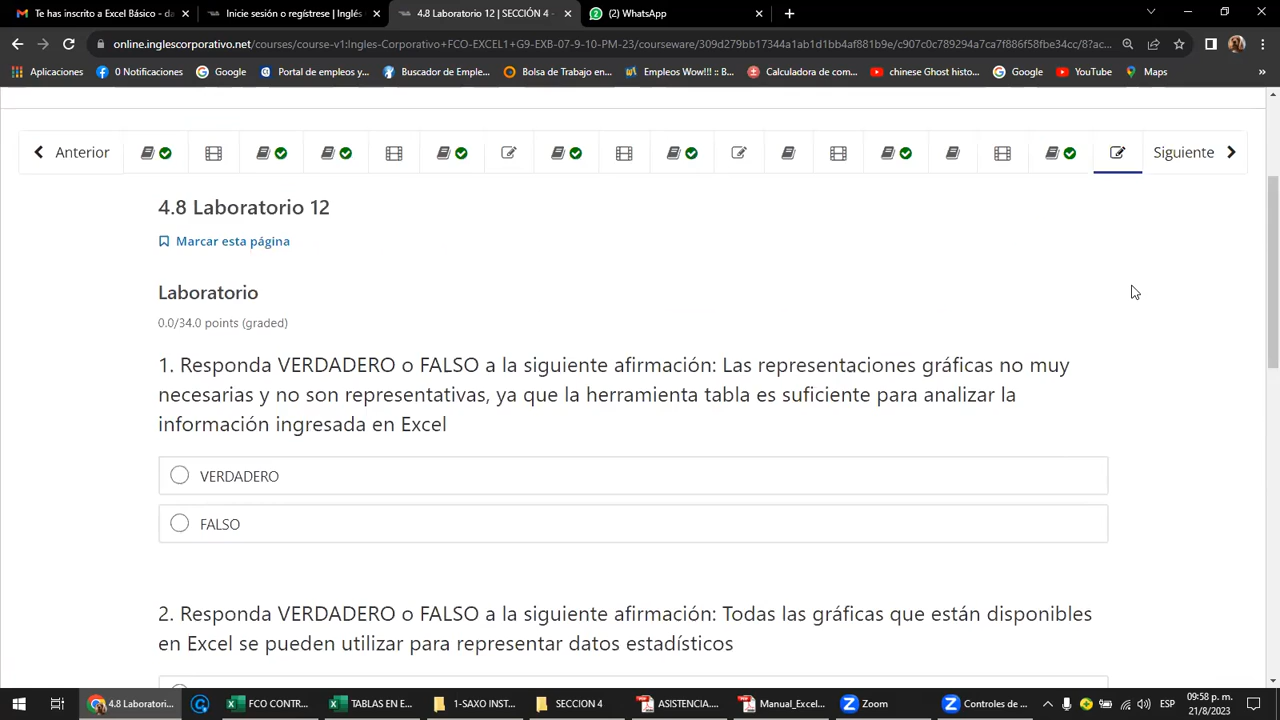 Te has inscrito a Excel Básico - da
Inicie sesión o regístrese | Inglés
4.8 Laboratorio 12 | SECCIÓN 4 -
(2) WhatsApp
online.inglescorporativo.net/courses/course-v1:Ingles-Corporativo+FCO-EXCEL1+G9-EXB-07-9-10-PM-23/courseware/309d279bb17344a1ab1d1bb4af881b9e/c907c0c789294a7ca7f886f58fbe34cc/8?ac...
Aplicaciones
0 Notificaciones
Google
Portal de empleos y...
Buscador de Emple...
Bolsa de Trabajo en...
Empleos Wow!!! :: B...
Calculadora de com...
chinese Ghost histo...
Google
YouTube
Maps
Anterior
Siguiente
4.8 Laboratorio 12
Marcar esta página
Laboratorio
0.0/34.0 points (graded)
1. Responda VERDADERO o FALSO a la siguiente afirmación: Las representaciones gráficas no muy
necesarias y no son representativas, ya que la herramienta tabla es suficiente para analizar la
información ingresada en Excel
VERDADERO
FALSO
2. Responda VERDADERO o FALSO a la siguiente afirmación: Todas las gráficas que están disponibles
en Excel se pueden utilizar para representar datos estadísticos
4.8 Laboratori...
FCO CONTR...
TABLAS EN E...
1-SAXO INST...
SECCION 4
ASISTENCIA....
Manual_Excel...
Zoom
Controles de ...
ESP
09:58 p. m.
21/8/2023